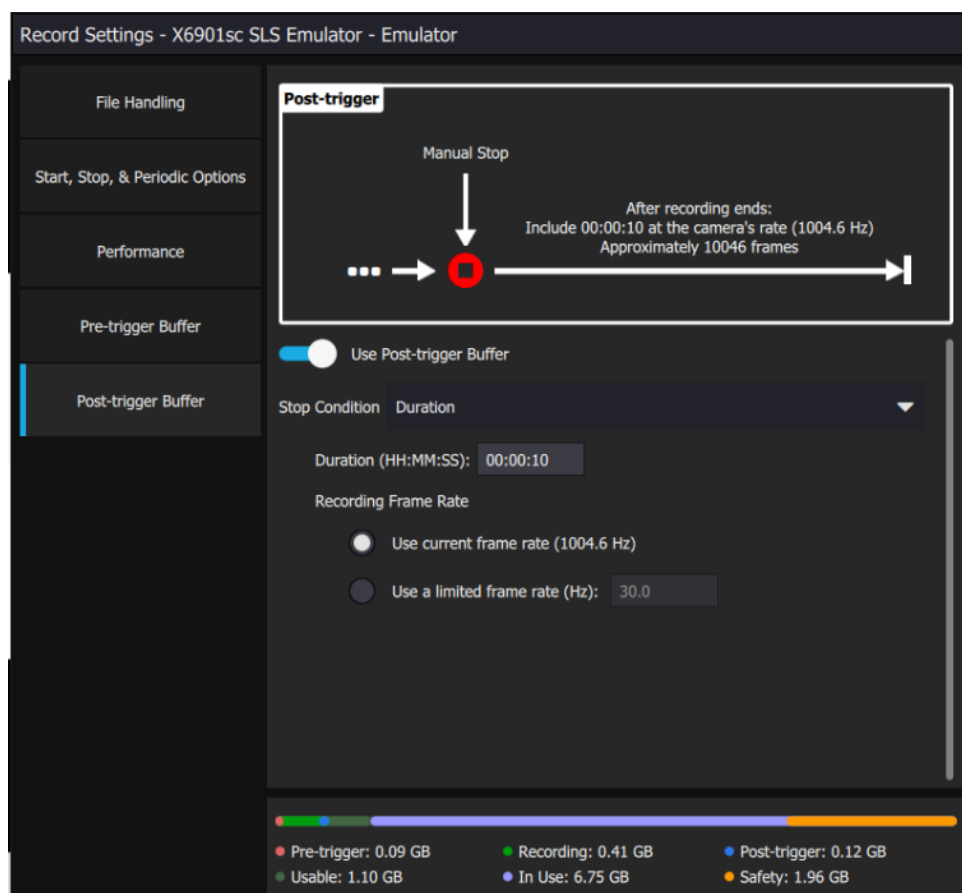 Record Settings - X6901sc SLS Emulator - Emulator
File Handling
Start, Stop, & Periodic Options
Performance
Pre-trigger Buffer
Post-trigger Buffer
Post-trigger
Manual Stop
After recording ends:
Include 00:00:10 at the camera's rate (1004.6 Hz)
Approximately 10046 frames
Use Post-trigger Buffer
Stop Condition Duration
Duration (HH:MM:SS): 00:00:10
Recording Frame Rate
Use current frame rate (1004.6 Hz)
Use a limited frame rate (Hz): 30.0
Pre-trigger: 0.09 GB Recording: 0.41 GB Post-trigger: 0.12 GB
Usable: 1.10 GB In Use: 6.75 GB Safety: 1.96 GB